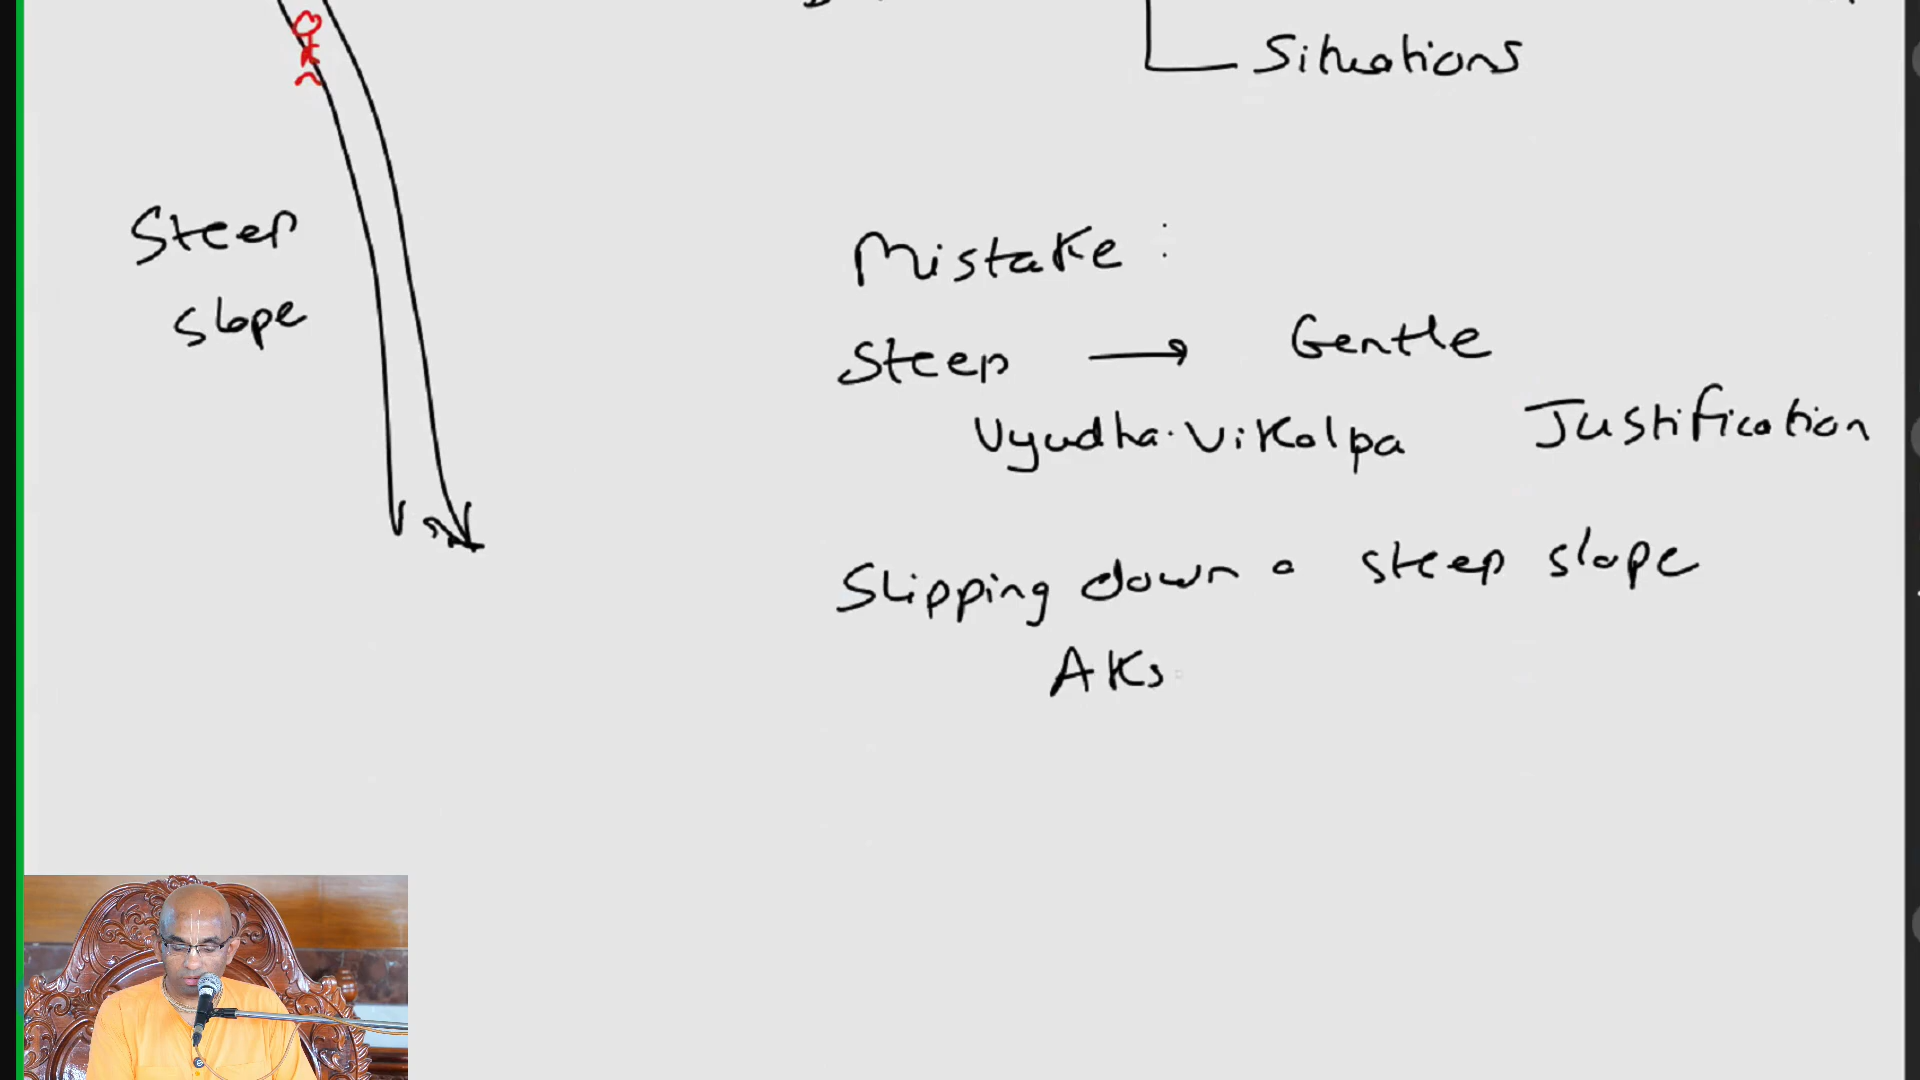 Situations
Steep
slope
Mistake :
Steep → Gentle
Vyudha-Vikalpa Justification
Slipping down a steep slope
AKs